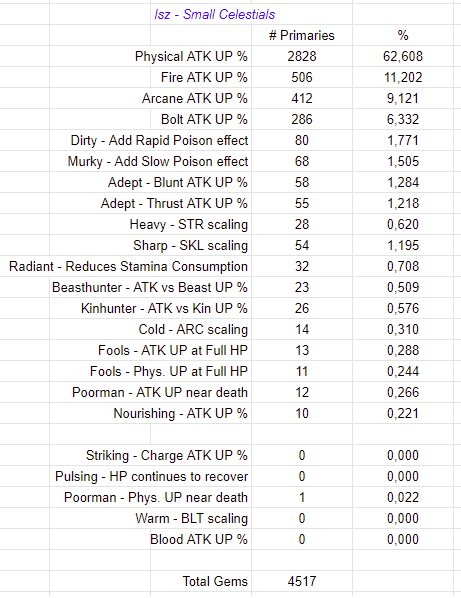 Isz - Small Celestials
# Primaries %
Physical ATK UP % 2828 62,608
Fire ATK UP % 506 11,202
Arcane ATK UP % 412 9,121
Bolt ATK UP % 286 6,332
Dirty - Add Rapid Poison effect 80 1,771
Murky - Add Slow Poison effect 68 1,505
Adept - Blunt ATK UP % 58 1,284
Adept - Thrust ATK UP % 55 1,218
Heavy - STR scaling 28 0,620
Sharp - SKL scaling 54 1,195
Radiant - Reduces Stamina Consumption 32 0,708
Beasthunter - ATK vs Beast UP % 23 0,509
Kinhunter - ATK vs Kin UP % 26 0,576
Cold - ARC scaling 14 0,310
Fools - ATK UP at Full HP 13 0,288
Fools - Phys. UP at Full HP 11 0,244
Poorman - ATK UP near death 12 0,266
Nourishing - ATK UP % 10 0,221
Striking - Charge ATK UP % 0 0,000
Pulsing - HP continues to recover 0 0,000
Poorman - Phys. UP near death 1 0,022
Warm - BLT scaling 0 0,000
Blood ATK UP % 0 0,000
Total Gems 4517